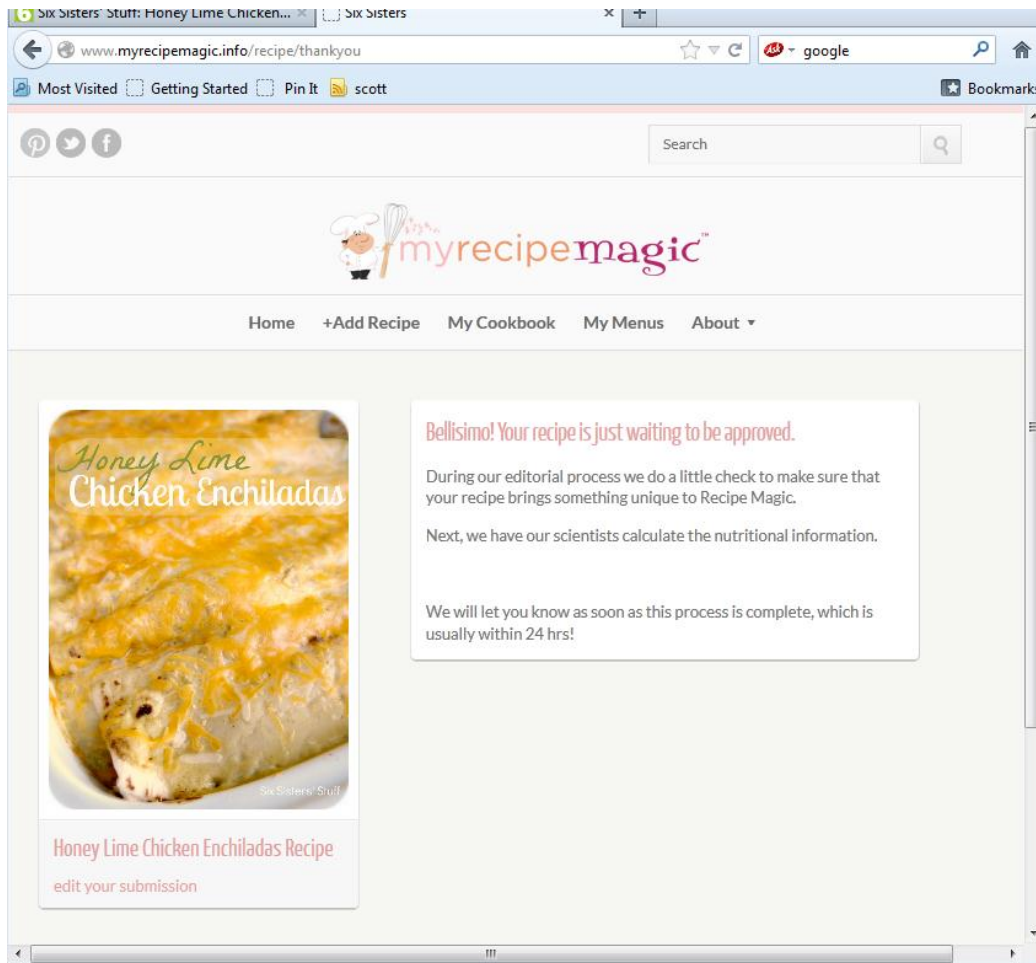 Six Sisters' Stuff: Honey Lime Chicken...
Six Sisters
www.myrecipemagic.info/recipe/thankyou
google
Most Visited
Getting Started
Pin It
scott
Bookmarks
Search
myrecipemagic™
Home
+Add Recipe
My Cookbook
My Menus
About
Honey Lime
Chicken Enchiladas
Six Sisters' Stuff
Honey Lime Chicken Enchiladas Recipe
edit your submission
Bellisimo! Your recipe is just waiting to be approved.
During our editorial process we do a little check to make sure that
your recipe brings something unique to Recipe Magic.
Next, we have our scientists calculate the nutritional information.
We will let you know as soon as this process is complete, which is
usually within 24 hrs!